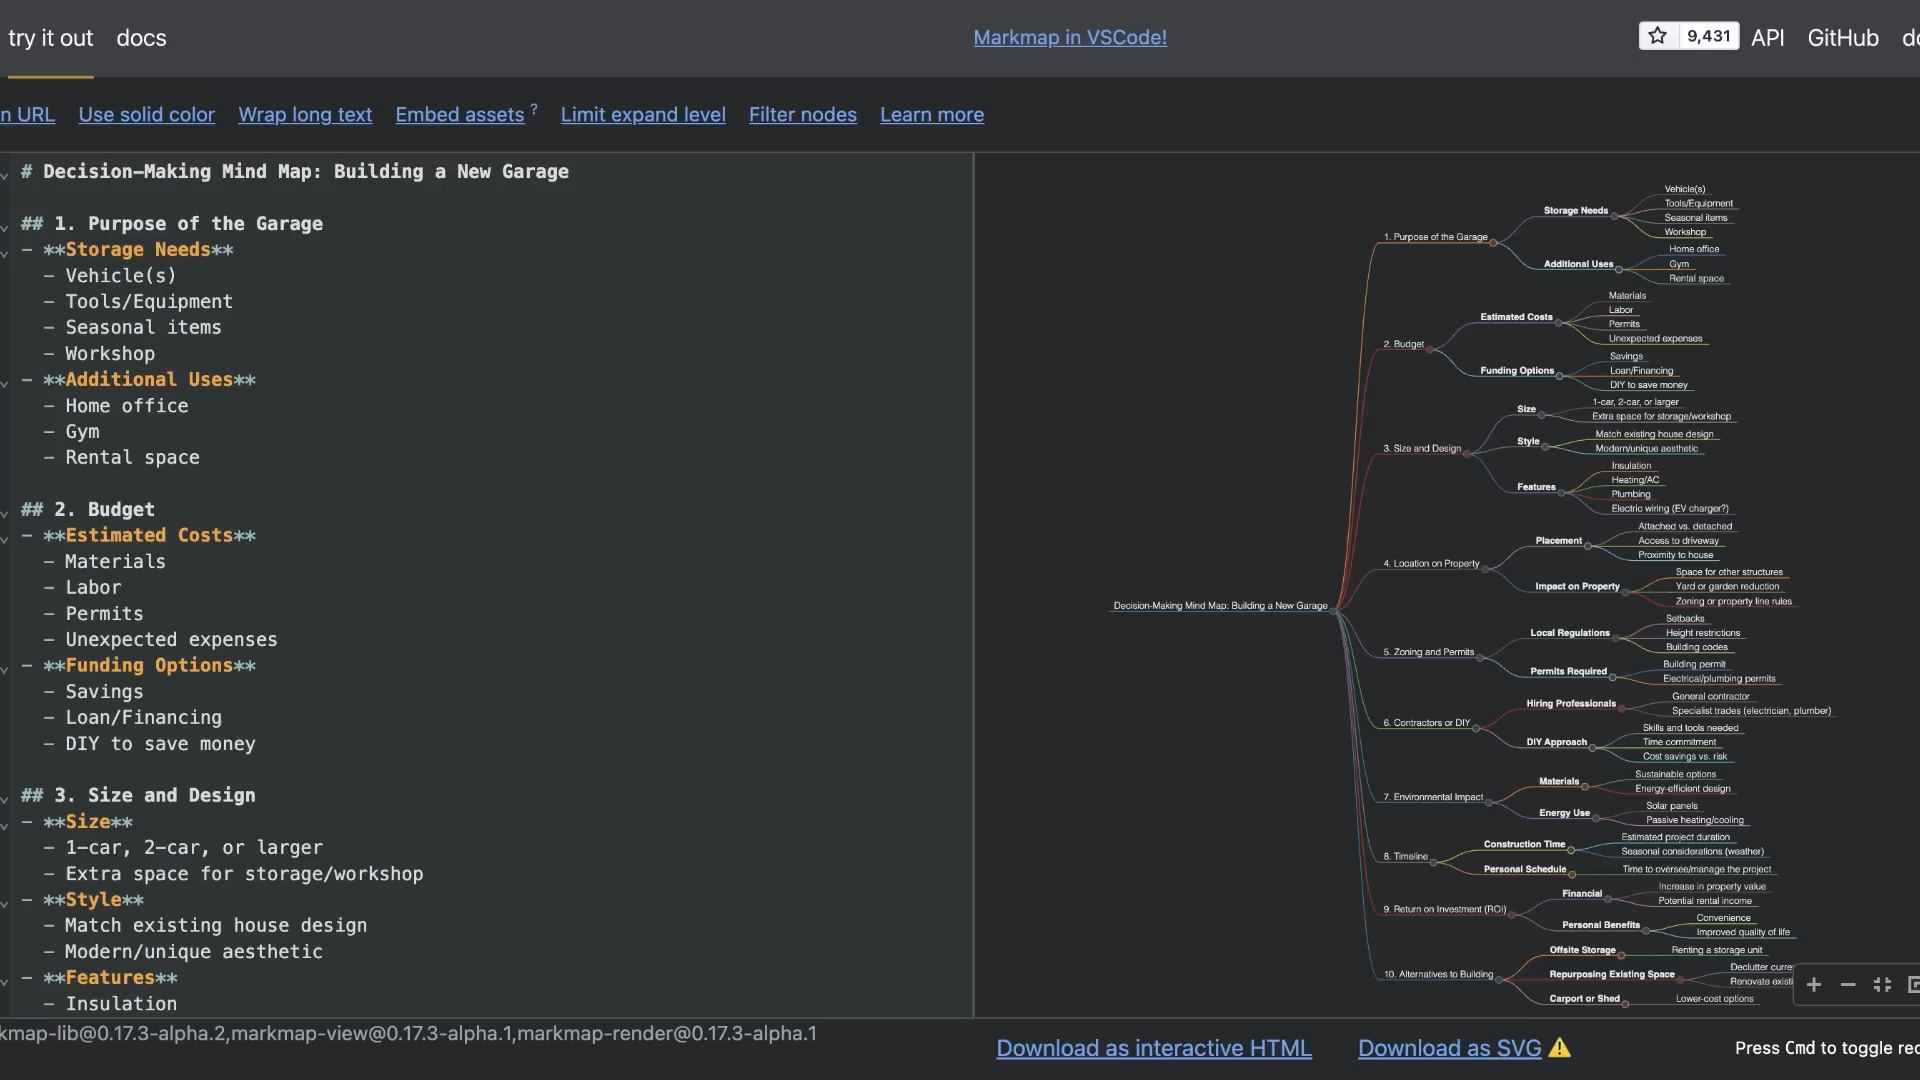 try it out docs Markmap in VSCode! 9,431 API GitHub
n URL Use solid color Wrap long text Embed assets ? Limit expand level Filter nodes Learn more
# Decision-Making Mind Map: Building a New Garage
## 1. Purpose of the Garage
- **Storage Needs**
- Vehicle(s)
- Tools/Equipment
- Seasonal items
- Workshop
- **Additional Uses**
- Home office
- Gym
- Rental space
## 2. Budget
- **Estimated Costs**
- Materials
- Labor
- Permits
- Unexpected expenses
- **Funding Options**
- Savings
- Loan/Financing
- DIY to save money
## 3. Size and Design
- **Size**
- 1-car, 2-car, or larger
- Extra space for storage/workshop
- **Style**
- Match existing house design
- Modern/unique aesthetic
- **Features**
- Insulation
kmap-lib@0.17.3-alpha.2,markmap-view@0.17.3-alpha.1,markmap-render@0.17.3-alpha.1
Decision-Making Mind Map: Building a New Garage
1. Purpose of the Garage
Storage Needs
Vehicle(s)
Tools/Equipment
Seasonal items
Workshop
Additional Uses
Home office
Gym
Rental space
2. Budget
Estimated Costs
Materials
Labor
Permits
Unexpected expenses
Funding Options
Savings
Loan/Financing
DIY to save money
3. Size and Design
Size
1-car, 2-car, or larger
Extra space for storage/workshop
Style
Match existing house design
Modern/unique aesthetic
Features
Insulation
Heating/AC
Plumbing
Electric wiring (EV charger?)
4. Location on Property
Placement
Attached vs. detached
Access to driveway
Proximity to house
Impact on Property
Space for other structures
Yard or garden reduction
Zoning or property line rules
5. Zoning and Permits
Local Regulations
Setbacks
Height restrictions
Building codes
Permits Required
Building permit
Electrical/plumbing permits
6. Contractors or DIY
Hiring Professionals
General contractor
Specialist trades (electrician, plumber)
DIY Approach
Skills and tools needed
Time commitment
Cost savings vs. risk
7. Environmental Impact
Materials
Sustainable options
Energy-efficient design
Energy Use
Solar panels
Passive heating/cooling
8. Timeline
Construction Time
Estimated project duration
Seasonal considerations (weather)
Personal Schedule
Time to oversee/manage the project
9. Return on Investment (ROI)
Financial
Increase in property value
Potential rental income
Personal Benefits
Convenience
Improved quality of life
10. Alternatives to Building
Offsite Storage
Renting a storage unit
Repurposing Existing Space
Declutter curre
Renovate existi
Carport or Shed
Lower-cost options
Download as interactive HTML Download as SVG Press Cmd to toggle rec